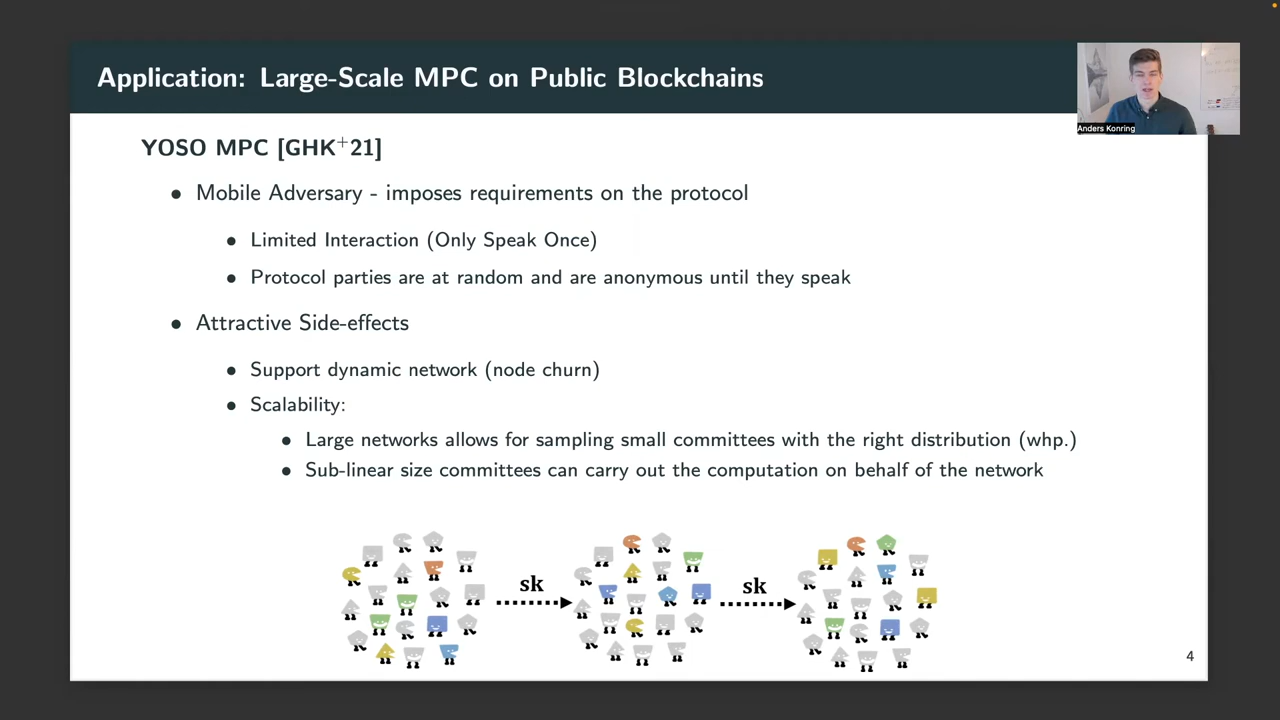 Application: Large-Scale MPC on Public Blockchains
Anders Konring
YOSO MPC [GHK+21]
• Mobile Adversary - imposes requirements on the protocol
• Limited Interaction (Only Speak Once)
• Protocol parties are at random and are anonymous until they speak
• Attractive Side-effects
• Support dynamic network (node churn)
• Scalability:
• Large networks allows for sampling small committees with the right distribution (whp.)
• Sub-linear size committees can carry out the computation on behalf of the network
sk
sk
4